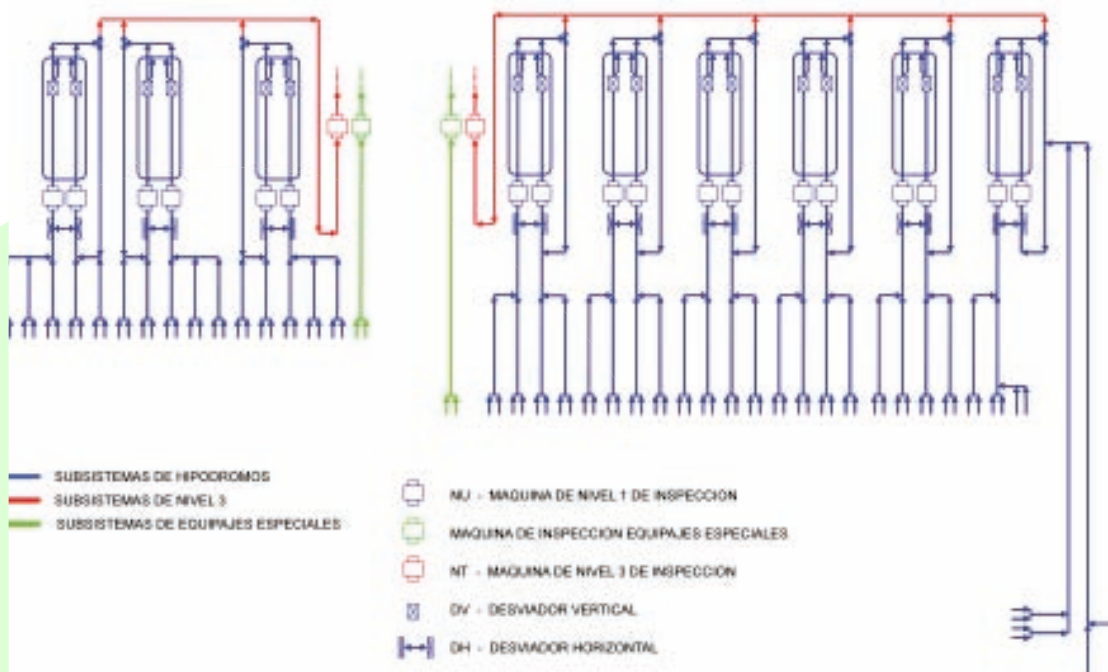 SUBSISTEMAS DE HIPODROMOS
SUBSISTEMAS DE NIVEL 3
SUBSISTEMAS DE EQUIPAJES ESPECIALES
NU - MAQUINA DE NIVEL 1 DE INSPECCION
MAQUINA DE INSPECCION EQUIPAJES ESPECIALES
NT - MAQUINA DE NIVEL 3 DE INSPECCION
DV - DESVIADOR VERTICAL
DH - DESVIADOR HORIZONTAL